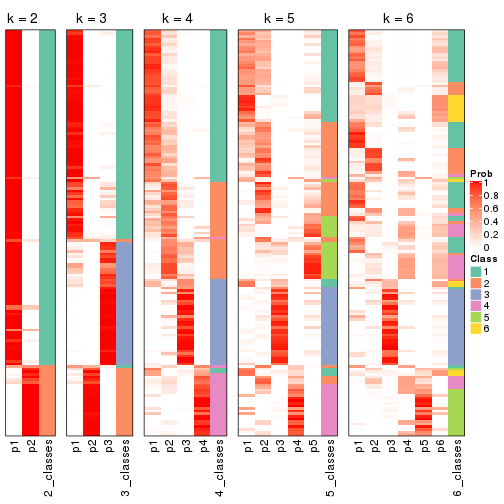 k = 2
k = 3
k = 4
k = 5
k = 6
p1
p2
2_classes
p1
p2
p3
3_classes
p1
p2
p3
p4
4_classes
p1
p2
p3
p4
p5
5_classes
p1
p2
p3
p4
p5
p6
6_classes
Prob
1
0.8
0.6
0.4
0.2
0
Class
1
2
3
4
5
6